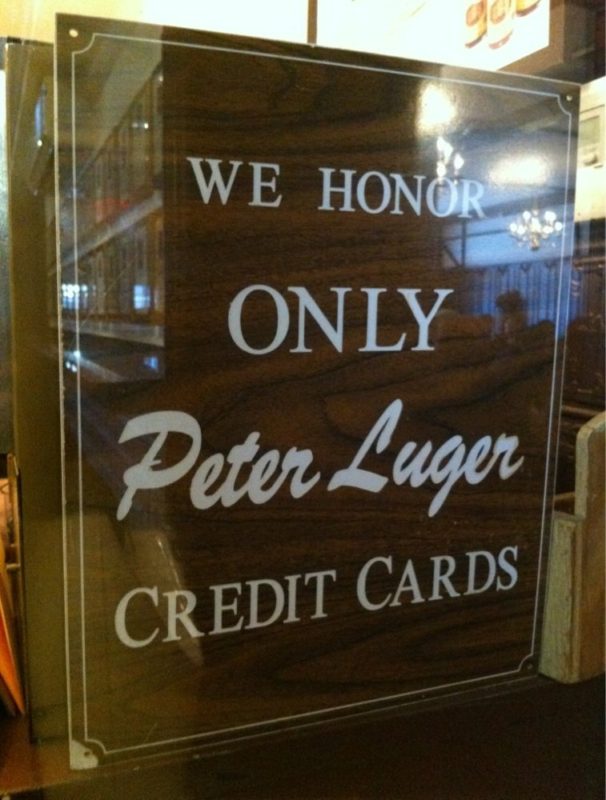 WE HONOR
ONLY
Peter Luger
CREDIT CARDS